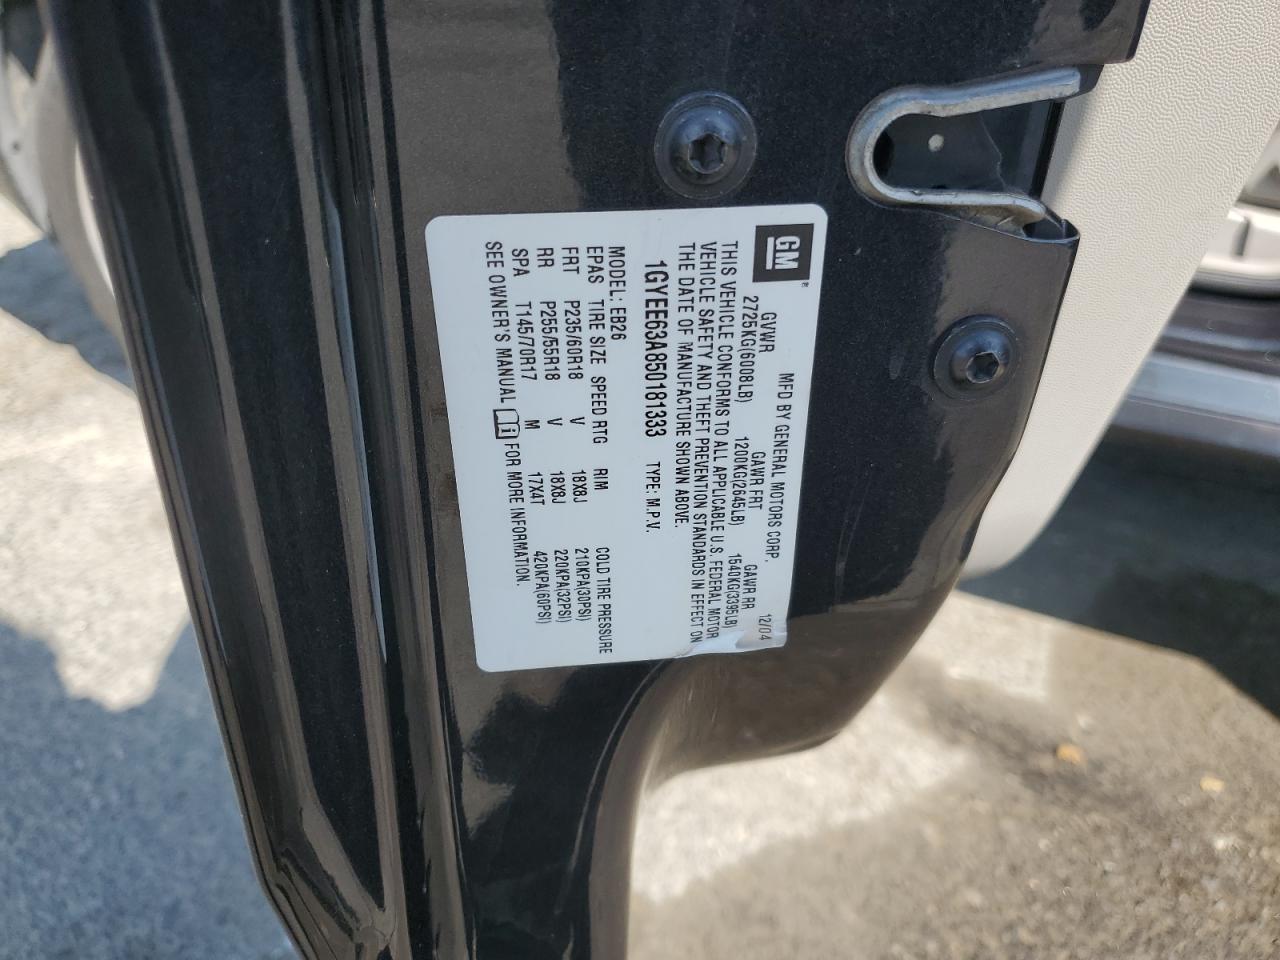 GM®
MFD BY GENERAL MOTORS CORP. 12/04
GVWR GAWR FRT GAWR RR
2725KG(6008LB) 1200KG(2645LB) 1540KG(3395LB)
THIS VEHICLE CONFORMS TO ALL APPLICABLE U.S. FEDERAL MOTOR
VEHICLE SAFETY AND THEFT PREVENTION STANDARDS IN EFFECT ON
THE DATE OF MANUFACTURE SHOWN ABOVE.
1GYEE63A850181333 TYPE: M.P.V.
MODEL: EB26
EPAS TIRE SIZE SPEED RTG RIM COLD TIRE PRESSURE
FRT P235/60R18 V 18X8J 210KPA(30PSI)
RR P255/55R18 V 18X8J 220KPA(32PSI)
SPA T145/70R17 M 17X4T 420KPA(60PSI)
SEE OWNER'S MANUAL i FOR MORE INFORMATION.